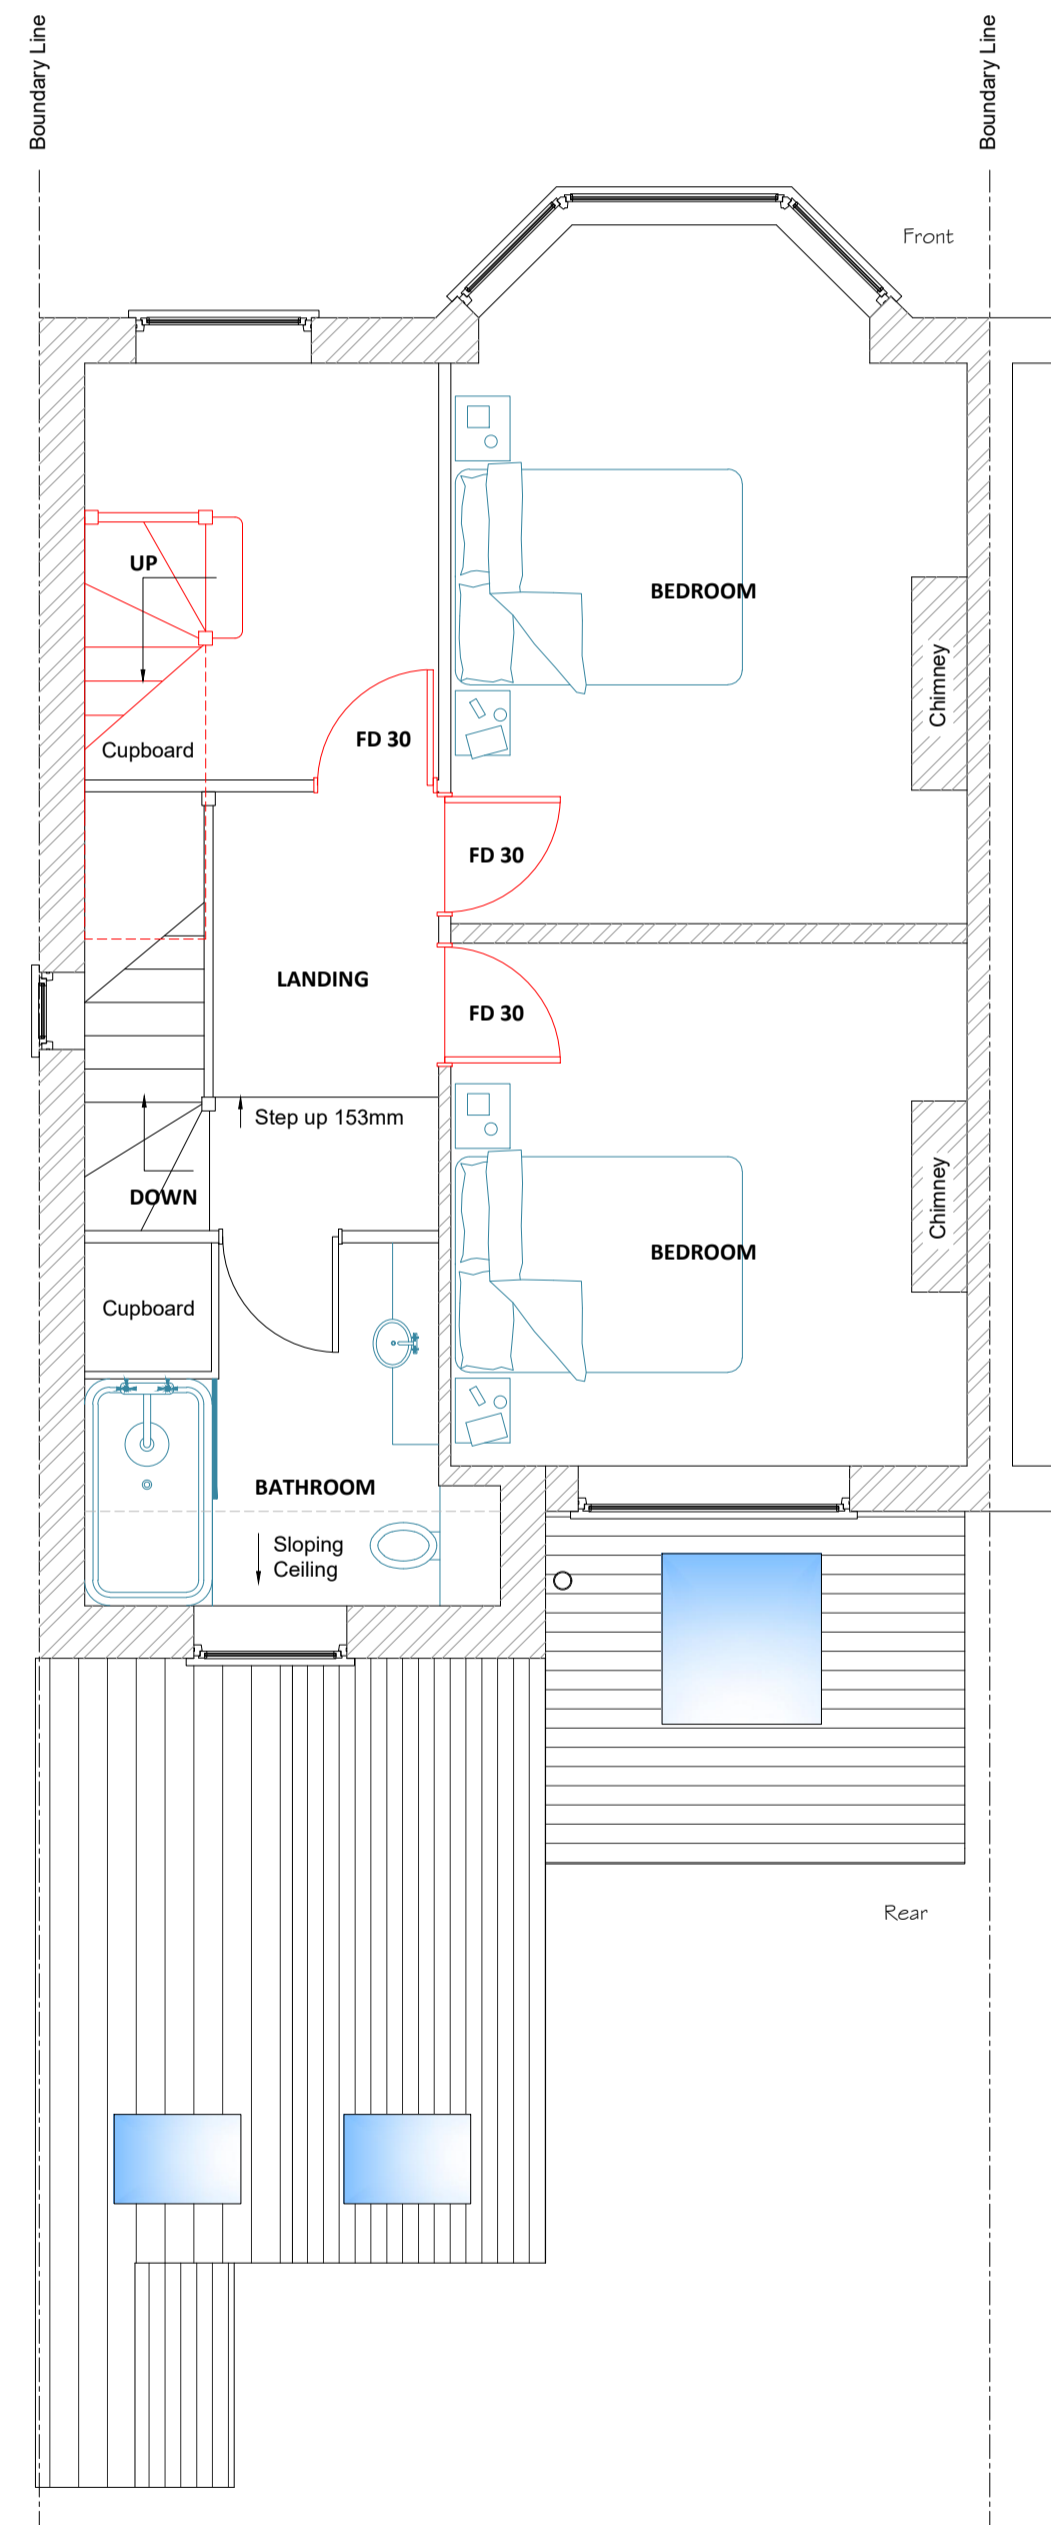 Boundary Line
Boundary Line
Front
UP
BEDROOM
Chimney
FD 30
Cupboard
FD 30
LANDING
FD 30
Step up 153mm
DOWN
BEDROOM
Chimney
Cupboard
BATHROOM
Sloping
Ceiling
Rear